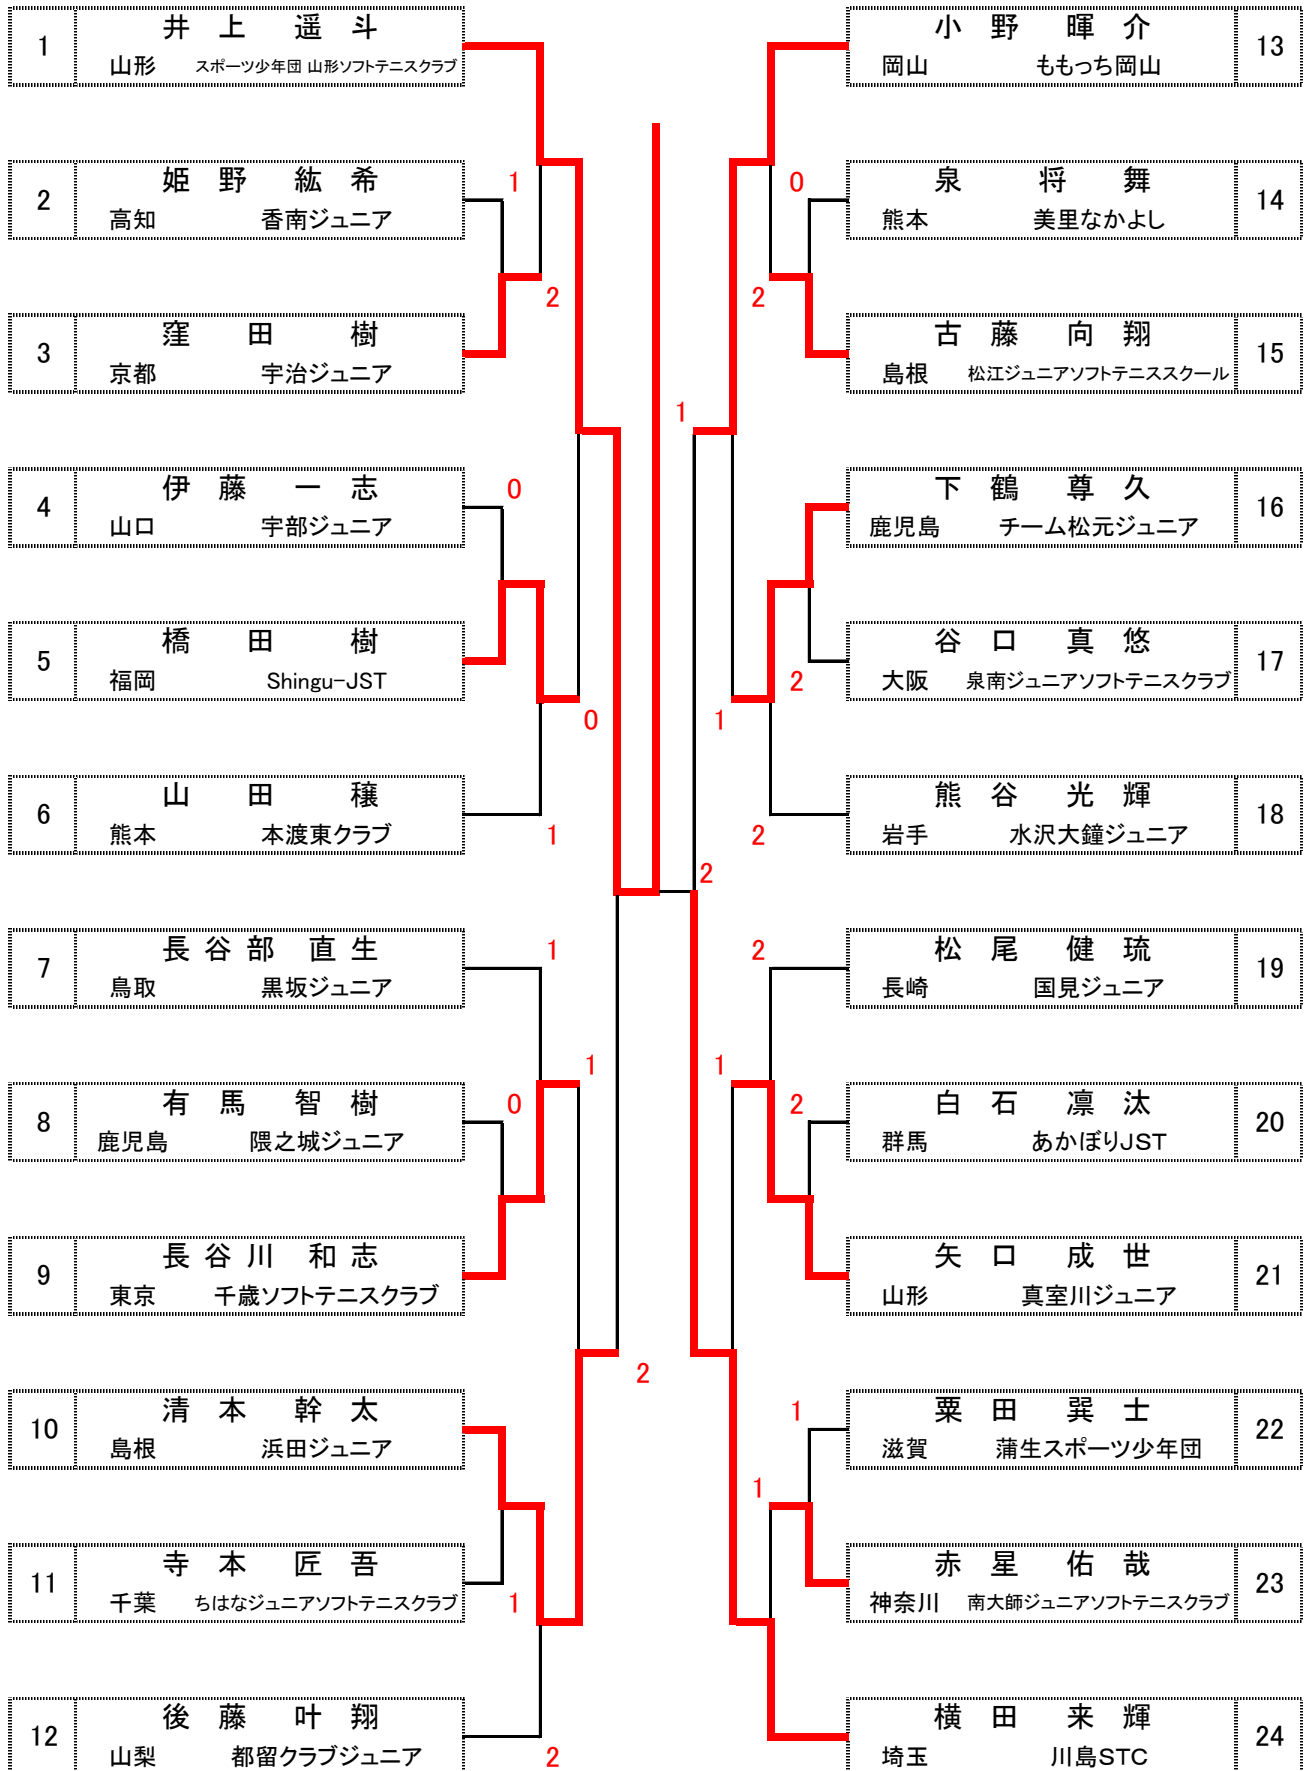 1 井上 遥斗
山形 スポーツ少年団 山形ソフトテニスクラブ
1
2 姫野 紘希
高知 香南ジュニア
2
3 窪田 樹
京都 宇治ジュニア
0
4 伊藤 一志
山口 宇部ジュニア
5 橋田 樹
福岡 Shingu-JST
0
6 山田 穣
熊本 本渡東クラブ
1
1
7 長谷部 直生
鳥取 黒坂ジュニア
1
0
8 有馬 智樹
鹿児島 隈之城ジュニア
9 長谷川 和志
東京 千歳ソフトテニスクラブ
2
10 清本 幹太
島根 浜田ジュニア
11 寺本 匠吾
千葉 ちはなジュニアソフトテニスクラブ
1
12 後藤 叶翔
山梨 都留クラブジュニア
2
小野 暉介 13
岡山 ももっち岡山
0
泉 将舞 14
熊本 美里なかよし
2
古藤 向翔 15
島根 松江ジュニアソフトテニススクール
1
下鶴 尊久 16
鹿児島 チーム松元ジュニア
谷口 真悠 17
大阪 泉南ジュニアソフトテニスクラブ
2
1
熊谷 光輝 18
岩手 水沢大鐘ジュニア
2
2
2
松尾 健琉 19
長崎 国見ジュニア
1
2
白石 凛汰 20
群馬 あかぼりJST
矢口 成世 21
山形 真室川ジュニア
1
粟田 巽士 22
滋賀 蒲生スポーツ少年団
1
赤星 佑哉 23
神奈川 南大師ジュニアソフトテニスクラブ
横田 来輝 24
埼玉 川島STC